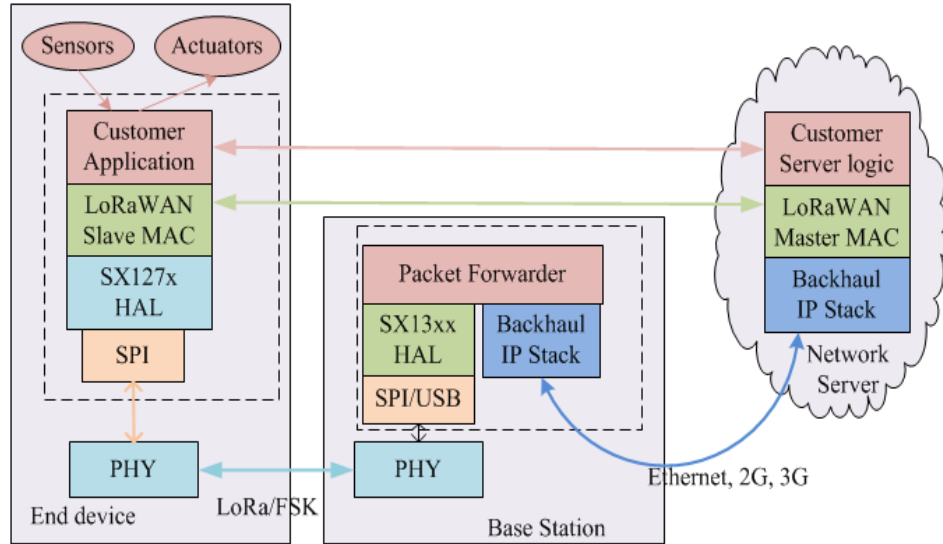 Sensors
Actuators
Customer
Application
LoRaWAN
Slave MAC
SX127x
HAL
SPI
PHY
End device
LoRa/FSK
Packet Forwarder
SX13xx
HAL
Backhaul
IP Stack
SPI/USB
PHY
Base Station
Ethernet, 2G, 3G
Customer
Server logic
LoRaWAN
Master MAC
Backhaul
IP Stack
Network
Server